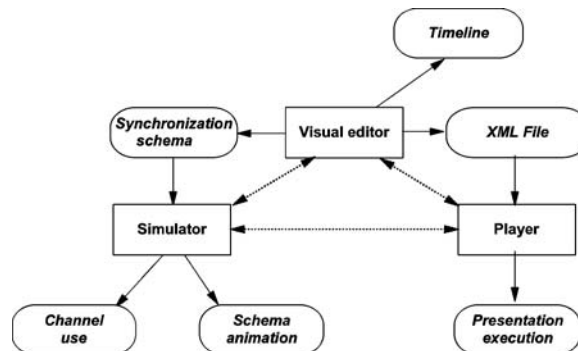 Timeline
Synchronization
schema
Visual editor
XML File
Simulator
Player
Channel
use
Schema
animation
Presentation
execution